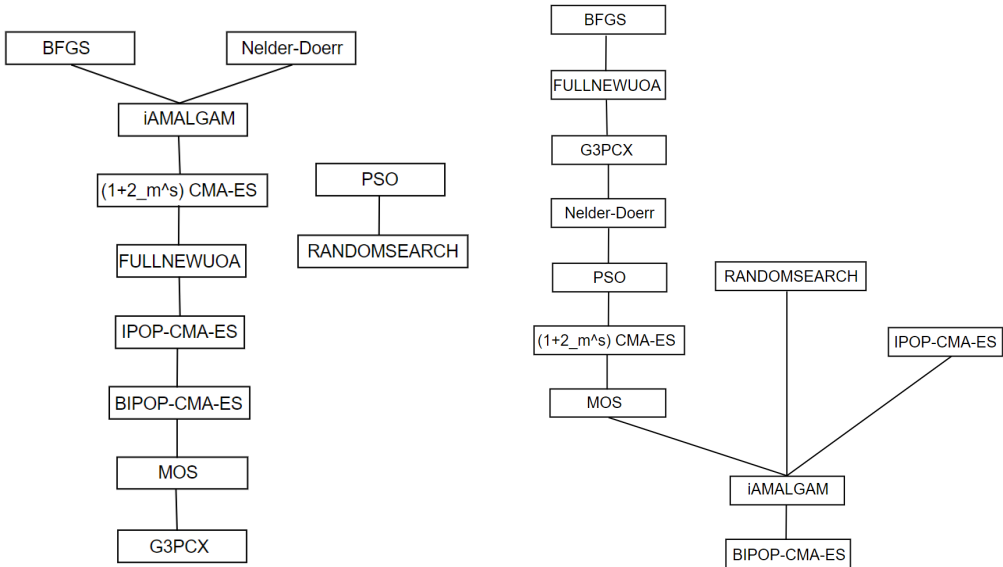 BFGS
Nelder-Doerr
iAMALGAM
(1+2_m^s) CMA-ES
FULLNEWUOA
IPOP-CMA-ES
BIPOP-CMA-ES
MOS
G3PCX
PSO
RANDOMSEARCH
BFGS
FULLNEWUOA
G3PCX
Nelder-Doerr
PSO
(1+2_m^s) CMA-ES
MOS
RANDOMSEARCH
IPOP-CMA-ES
iAMALGAM
BIPOP-CMA-ES